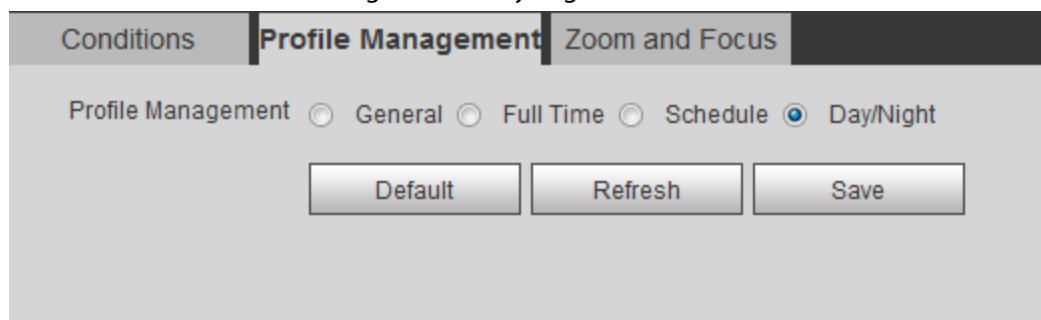 Conditions Profile Management Zoom and Focus
Profile Management General Full Time Schedule Day/Night
Default Refresh Save